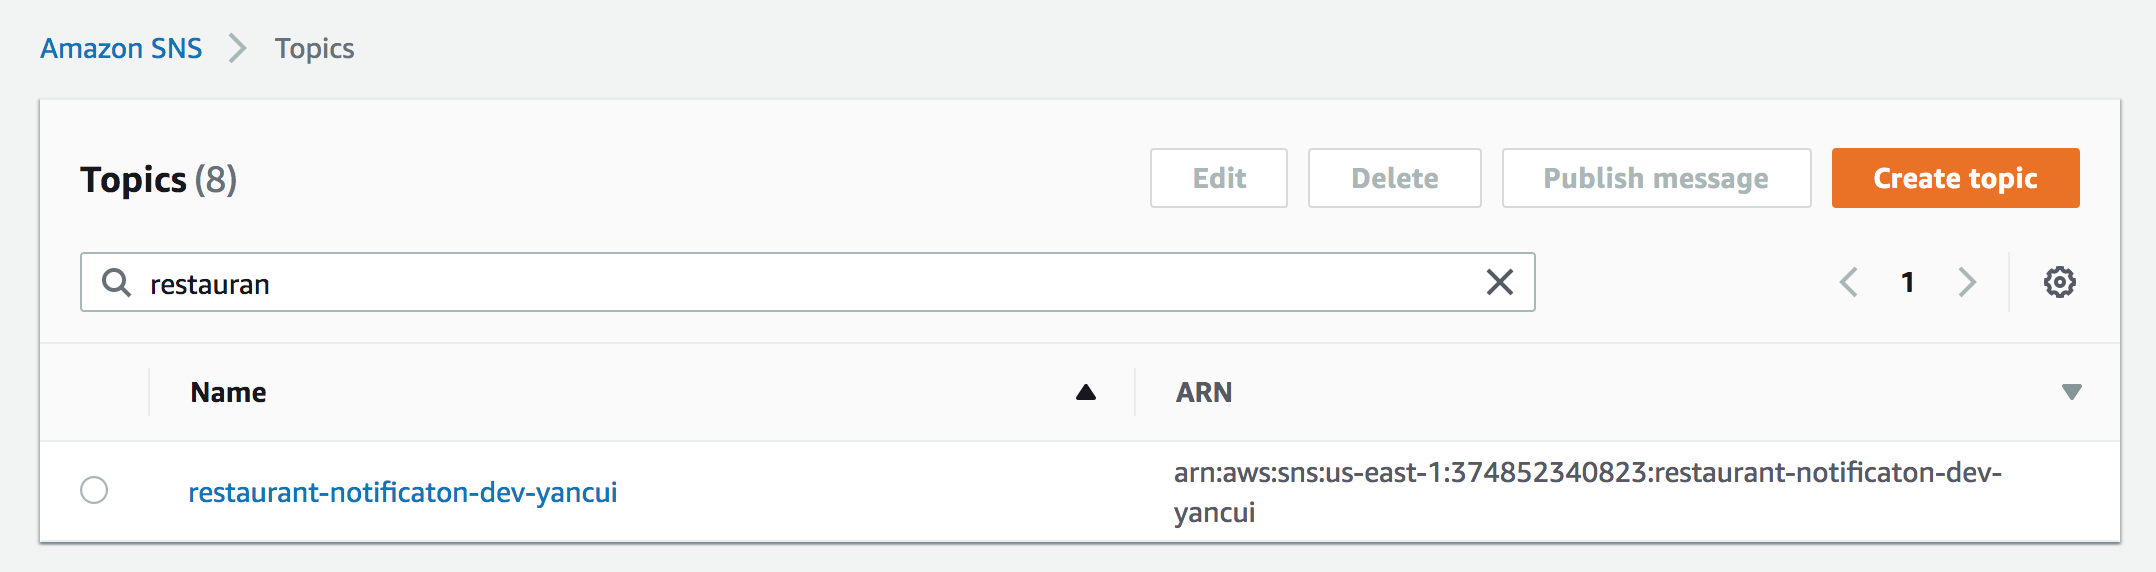 Amazon SNS > Topics
Topics (8)
Edit
Delete
Publish message
Create topic
restauran
1
Name
ARN
restaurant-notificaton-dev-yancui
arn:aws:sns:us-east-1:374852340823:restaurant-notificaton-dev-
yancui